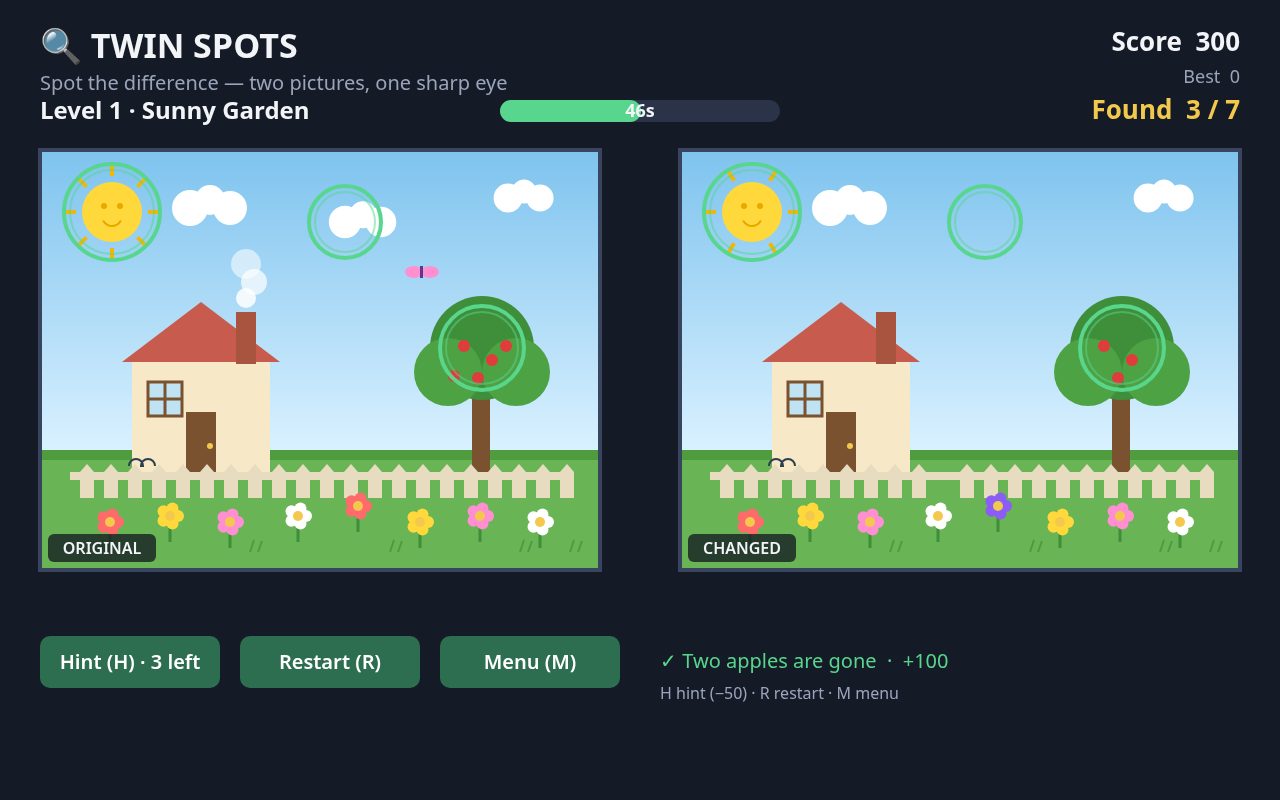 🔍 TWIN SPOTS
Spot the difference — two pictures, one sharp eye
Level 1 · Sunny Garden
46s
Score 300
Best 0
Found 3 / 7
ORIGINAL
CHANGED
Hint (H) · 3 left
Restart (R)
Menu (M)
✓ Two apples are gone · +100
H hint (−50) · R restart · M menu